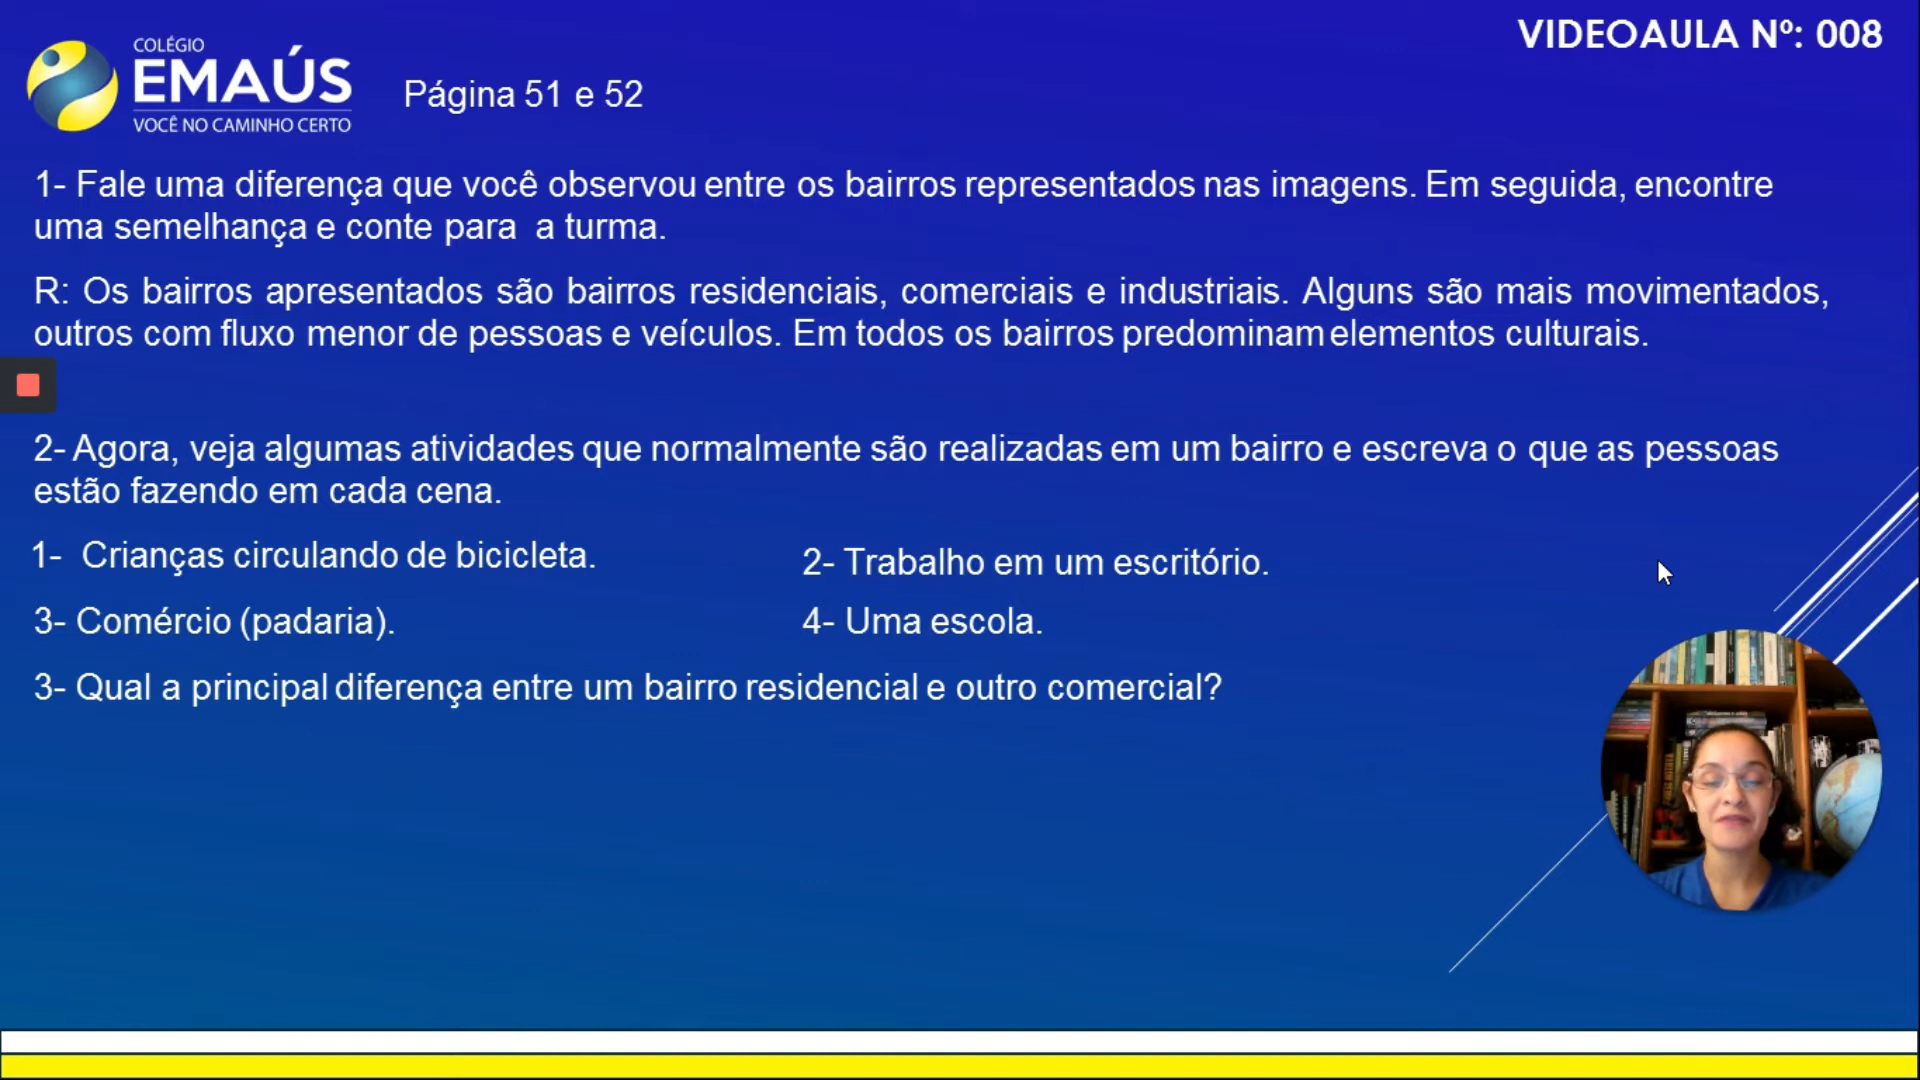 VIDEOAULA Nº: 008
COLÉGIO
EMAÚS
VOCÊ NO CAMINHO CERTO
Página 51 e 52
1- Fale uma diferença que você observou entre os bairros representados nas imagens. Em seguida, encontre
uma semelhança e conte para a turma.
R: Os bairros apresentados são bairros residenciais, comerciais e industriais. Alguns são mais movimentados,
outros com fluxo menor de pessoas e veículos. Em todos os bairros predominam elementos culturais.
2- Agora, veja algumas atividades que normalmente são realizadas em um bairro e escreva o que as pessoas
estão fazendo em cada cena.
1- Crianças circulando de bicicleta.
2- Trabalho em um escritório.
3- Comércio (padaria).
4- Uma escola.
3- Qual a principal diferença entre um bairro residencial e outro comercial?